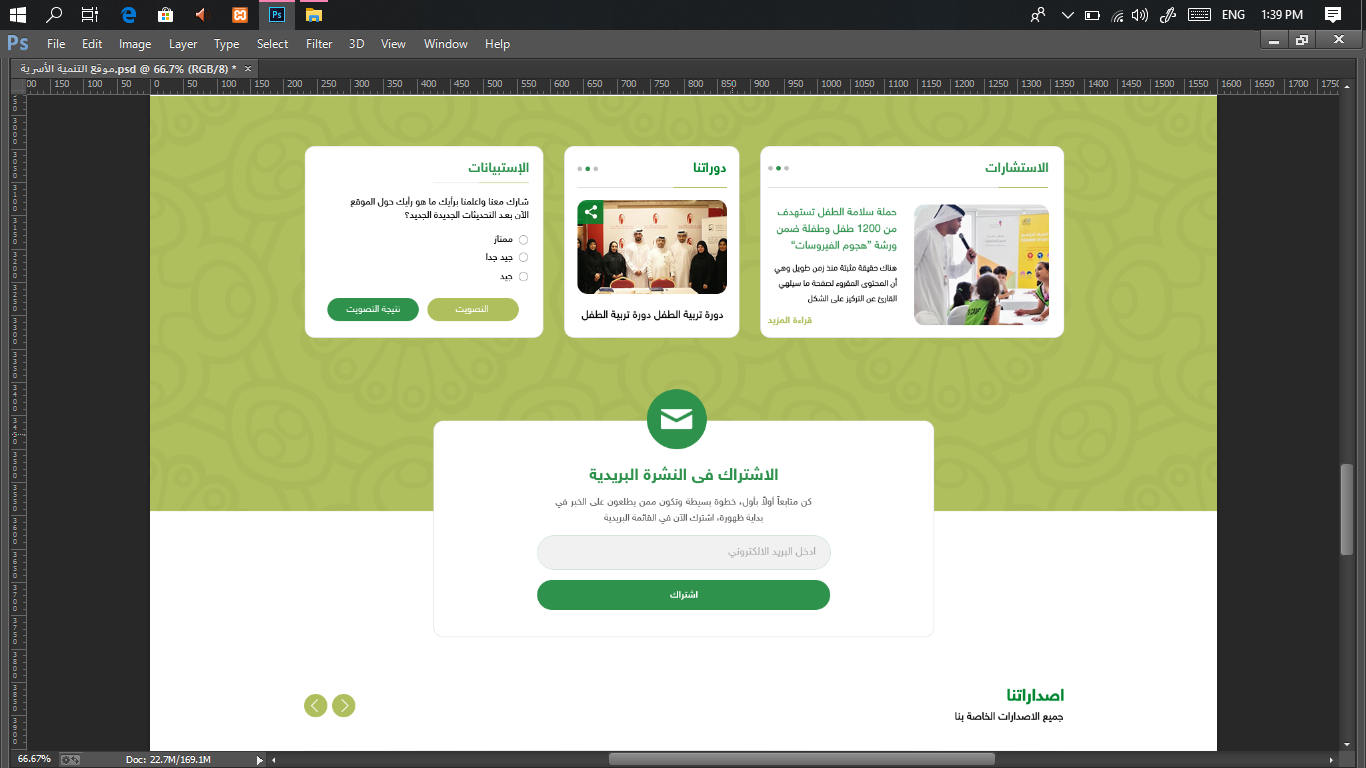 ENG
1:39 PM
Ps
File
Edit
Image
Layer
Type
Select
Filter
3D
View
Window
Help
موقع التنمية الأسرية.psd @ 66.7% (RGB/8) *
00 150 100 50 0 50 100 150 200 250 300 350 400 450 500 550 600 650 700 750 800 850 900 950 1000 1050 1100 1150 1200 1250 1300 1350 1400 1450 1500 1550 1600 1650 1700 1750
الاستشارات
حملة سلامة الطفل تستهدف
من 1200 طفل وطفلة ضمن
ورشة ”هجوم الفيروسات“
هناك حقيقة مثبتة منذ زمن طويل وهي
أن المحتوى المقروء لصفحة ما سيلهي
القارئ عن التركيز على الشكل
قراءة المزيد
دوراتنا
دورة تربية الطفل دورة تربية الطفل
الإستبيانات
شارك معنا واعلمنا برأيك ما هو رأيك حول الموقع
الآن بعد التحديثات الجديدة الجديد؟
ممتاز
جيد جدا
جيد
التصويت
نتيجة التصويت
الاشتراك فى النشرة البريدية
كن متابعاً أولاً بأول، خطوة بسيطة وتكون ممن يطلعون على الخبر في
بداية ظهورة، اشترك الآن في القائمة البريدية
ادخل البريد الالكتروني
اشتراك
اصداراتنا
جميع الاصدارات الخاصة بنا
66.67%
Doc: 22.7M/169.1M